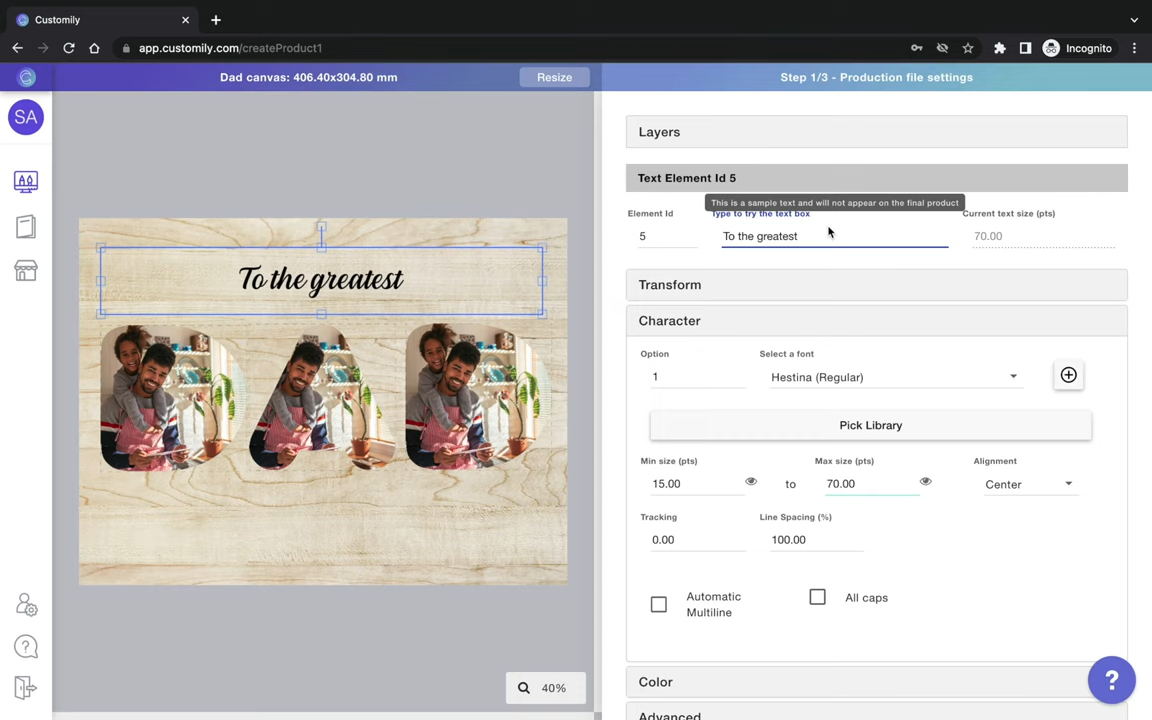 Customily
app.customily.com/createProduct1
Incognito
Dad canvas: 406.40x304.80 mm
Resize
Step 1/3 - Production file settings
SA
Layers
Text Element Id 5
This is a sample text and will not appear on the final product
Element Id
Type to try the text box
Current text size (pts)
5
To the greatest
70.00
To the greatest
Transform
Character
Option
Select a font
1
Hestina (Regular)
Pick Library
Min size (pts)
Max size (pts)
Alignment
15.00
to
70.00
Center
Tracking
Line Spacing (%)
0.00
100.00
Automatic
Multiline
All caps
Color
Advanced
40%
?